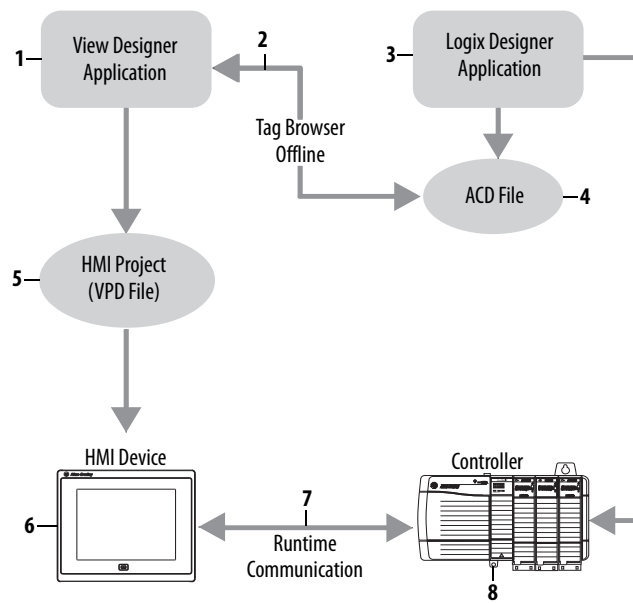 View Designer
Application
1
2
3
Logix Designer
Application
Tag Browser
Offline
ACD File
4
5
HMI Project
(VPD File)
HMI Device
Controller
6
7
Runtime
Communication
8